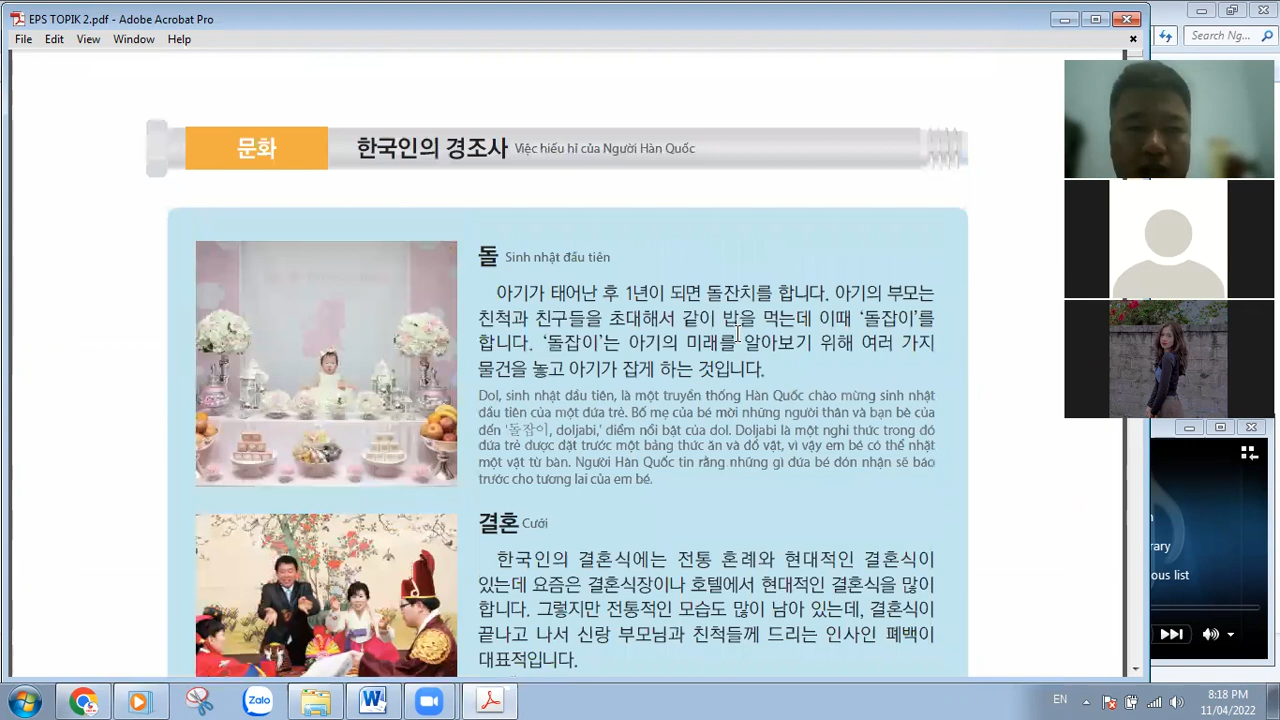 EPS TOPIK 2.pdf - Adobe Acrobat Pro
File Edit View Window Help
Search Ng...
문화 한국인의 경조사 Việc hiếu hỉ của Người Hàn Quốc
돌 Sinh nhật đầu tiên
아기가 태어난 후 1년이 되면 돌잔치를 합니다. 아기의 부모는
친척과 친구들을 초대해서 같이 밥을 먹는데 이때 ‘돌잡이’를
합니다. ‘돌잡이’는 아기의 미래를 알아보기 위해 여러 가지
물건을 놓고 아기가 잡게 하는 것입니다.
Dol, sinh nhật đầu tiên, là một truyền thống Hàn Quốc chào mừng sinh nhật
đầu tiên của một đứa trẻ. Bố mẹ của bé mời những người thân và bạn bè của
đến ‘돌잡이, doljabi,’ điểm nổi bật của dol. Doljabi là một nghi thức trong đó
đứa trẻ được đặt trước một bảng thức ăn và đồ vật, vì vậy em bé có thể nhặt
một vật từ bàn. Người Hàn Quốc tin rằng những gì đứa bé đón nhận sẽ báo
trước cho tương lai của em bé.
결혼 Cưới
한국인의 결혼식에는 전통 혼례와 현대적인 결혼식이
있는데 요즘은 결혼식장이나 호텔에서 현대적인 결혼식을 많이
합니다. 그렇지만 전통적인 모습도 많이 남아 있는데, 결혼식이
끝나고 나서 신랑 부모님과 친척들께 드리는 인사인 폐백이
대표적입니다.
n
rary
ious list
Zalo
EN
8:18 PM
11/04/2022